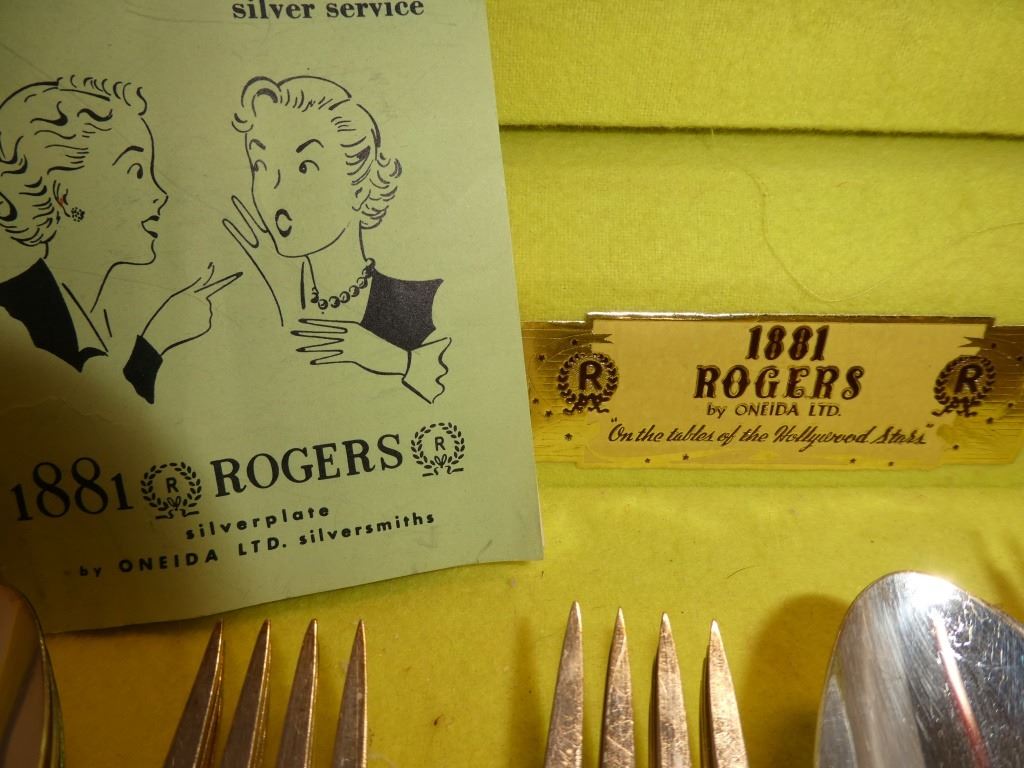 silver service
1881 R ROGERS R
silverplate
by ONEIDA LTD. silversmiths
1881
R ROGERS R
by ONEIDA LTD.
"On the tables of the Hollywood Stars"